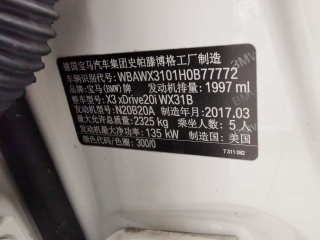 德国宝马汽车集团史帕滕博格工厂制造
车辆识别代号: WBAWX3101H0B77772
品牌: 宝马(BMW)牌 发动机排量: 1997 ml
整车型号: X3 xDrive20i WX31B
发动机型号: N20B20A 制造年月: 2017.03
最大允许总质量: 2325 kg 乘坐人数: 5 人
发动机最大净功率: 135 kW 制造国: 美国
颜色代码/色圈: 300/0
7 311 062